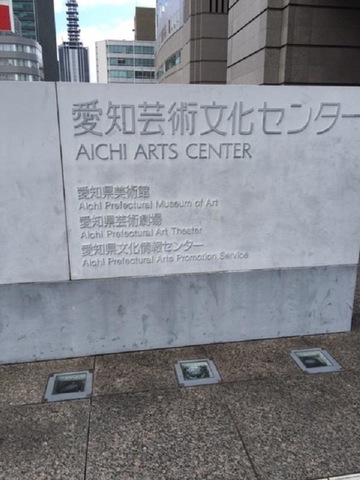 愛知芸術文化センター
AICHI ARTS CENTER
愛知県美術館
Aichi Prefectural Museum of Art
愛知県芸術劇場
Aichi Prefectural Art Theater
愛知県文化情報センター
Aichi Prefectural Arts Promotion Service